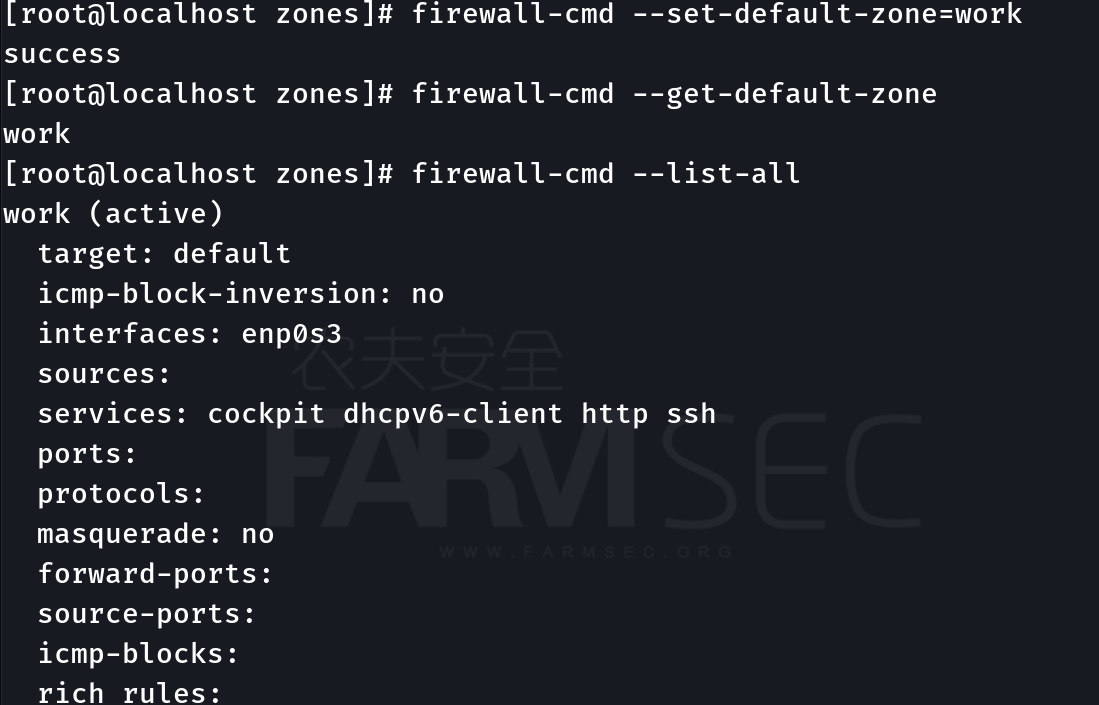 [root@localhost zones]# firewall-cmd --set-default-zone=work
success
[root@localhost zones]# firewall-cmd --get-default-zone
work
[root@localhost zones]# firewall-cmd --list-all
work (active)
  target: default
  icmp-block-inversion: no
  interfaces: enp0s3
农夫安全
  sources:
  services: cockpit dhcpv6-client http ssh
  ports:
FARMSEC
  protocols:
  masquerade: no
WWW.FARMSEC.ORG
  forward-ports:
  source-ports:
  icmp-blocks:
  rich rules: